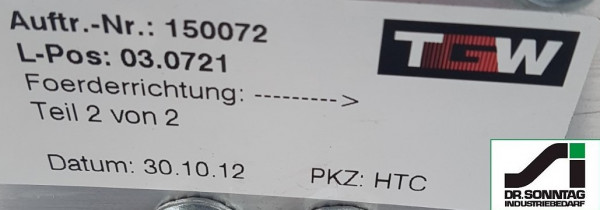 Auftr.-Nr.: 150072
TGW
L-Pos: 03.0721
Foerderrichtung: --------->
Teil 2 von 2
Datum: 30.10.12 PKZ: HTC
DR. SONNTAG
INDUSTRIEBEDARF